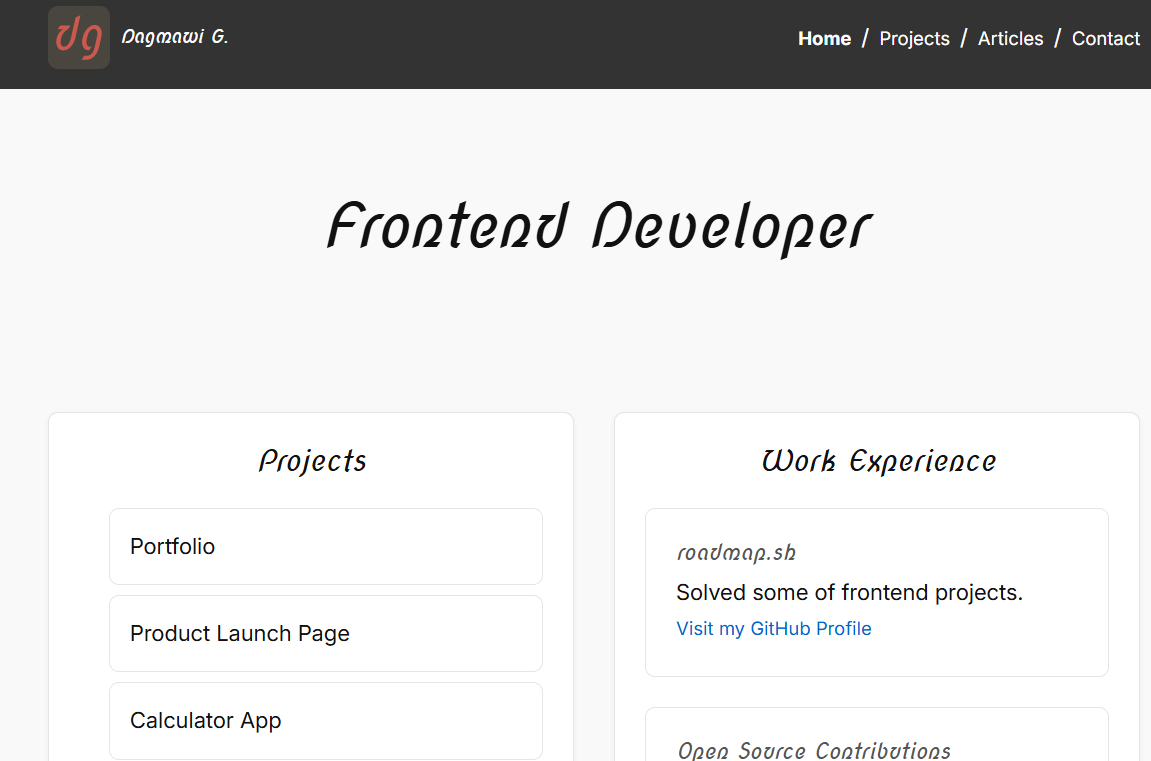 dg
Dagmawi G.
Home / Projects / Articles / Contact
Frontend Developer
Projects
Portfolio
Product Launch Page
Calculator App
Work Experience
roadmap.sh
Solved some of frontend projects.
Visit my GitHub Profile
Open Source Contributions